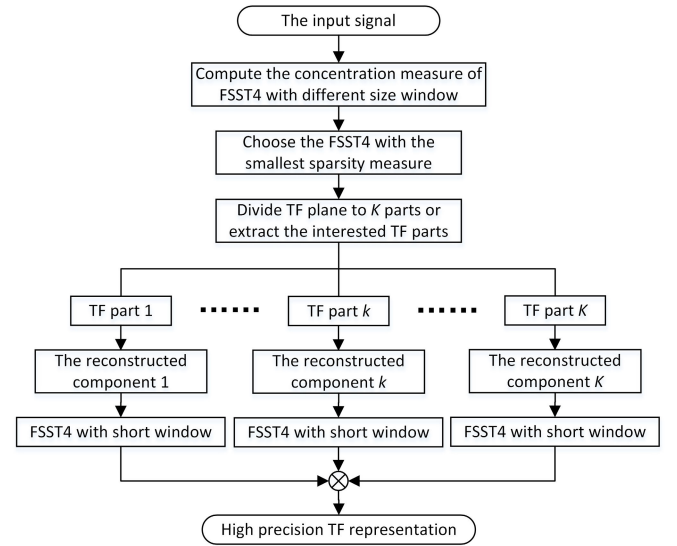 The input signal
Compute the concentration measure of
FSST4 with different size window
Choose the FSST4 with the
smallest sparsity measure
Divide TF plane to K parts or
extract the interested TF parts
TF part 1
TF part k
TF part K
The reconstructed
component 1
The reconstructed
component k
The reconstructed
component K
FSST4 with short window
FSST4 with short window
FSST4 with short window
High precision TF representation